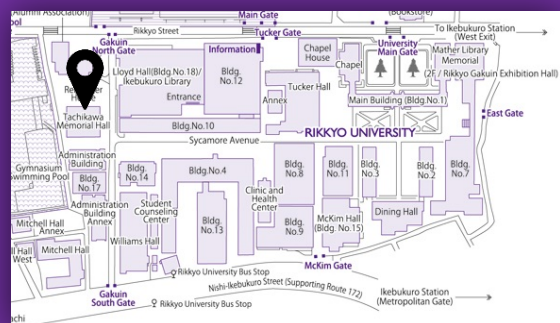 Alumni Association)
Main Gate
(Bookstore)
Rikkyo Street
Tucker Gate
To Ikebukuro Station
(West Exit)
Gakuin
North Gate
Information
Chapel
House
University
Main Gate
Mather Library
Memorial
(2F / Rikkyo Gakuin Exhibition Hall)
Lloyd Hall(Bldg.No.18)/
Ikebukuro Library
Bldg.
No.12
Chapel
Tucker Hall
Entrance
Annex
Main Building (Bldg.No.1)
Tachikawa
Memorial Hall
Bldg.No.10
East Gate
RIKKYO UNIVERSITY
Sycamore Avenue
Administration
Building
Gymnasium
Swimming Pool
Bldg.
No.17
Bldg.
No.14
Bldg.No.4
Bldg.
No.8
Bldg.
No.11
Bldg.
No.3
Bldg.
No.2
Bldg.
No.7
Clinic and
Health
Center
Administration
Building
Annex
Student
Counseling
Center
Bldg.
No.13
Bldg.
No.9
McKim Hall
(Bldg. No.15)
Dining Hall
Mitchell Hall
Annex
Williams Hall
Hall
West
Mitchell Hall
McKim Gate
Rikkyo University Bus Stop
Gakuin
South Gate
Nishi-Ikebukuro Street (Supporting Route 172)
Rikkyo University Bus Stop
Ikebukuro Station
(Metropolitan Gate)